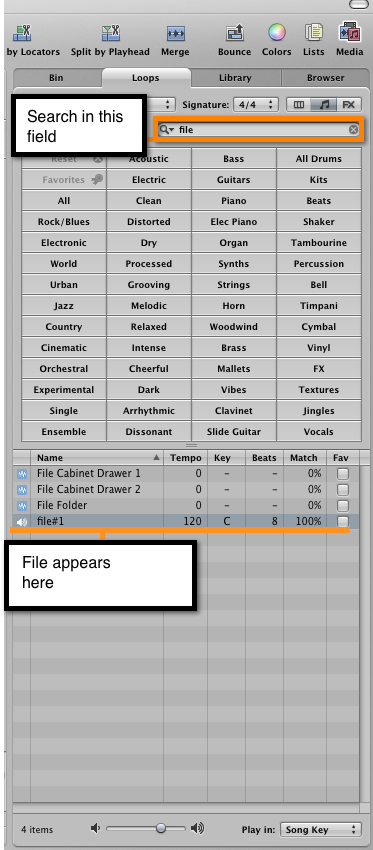 by Locators Split by Playhead Merge Bounce Colors Lists Media
Bin Loops Library Browser
Signature: 4/4 FX
Search in this
field
file
Reset Acoustic Bass All Drums
Favorites Electric Guitars Kits
All Clean Piano Beats
Rock/Blues Distorted Elec Piano Shaker
Electronic Dry Organ Tambourine
World Processed Synths Percussion
Urban Grooving Strings Bell
Jazz Melodic Horn Timpani
Country Relaxed Woodwind Cymbal
Cinematic Intense Brass Vinyl
Orchestral Cheerful Mallets FX
Experimental Dark Vibes Textures
Single Arrhythmic Clavinet Jingles
Ensemble Dissonant Slide Guitar Vocals
Name Tempo Key Beats Match Fav
File Cabinet Drawer 1 0 – – 0%
File Cabinet Drawer 2 0 – – 0%
File Folder 0 – – 0%
file#1 120 C 8 100%
File appears
here
4 items Play in: Song Key